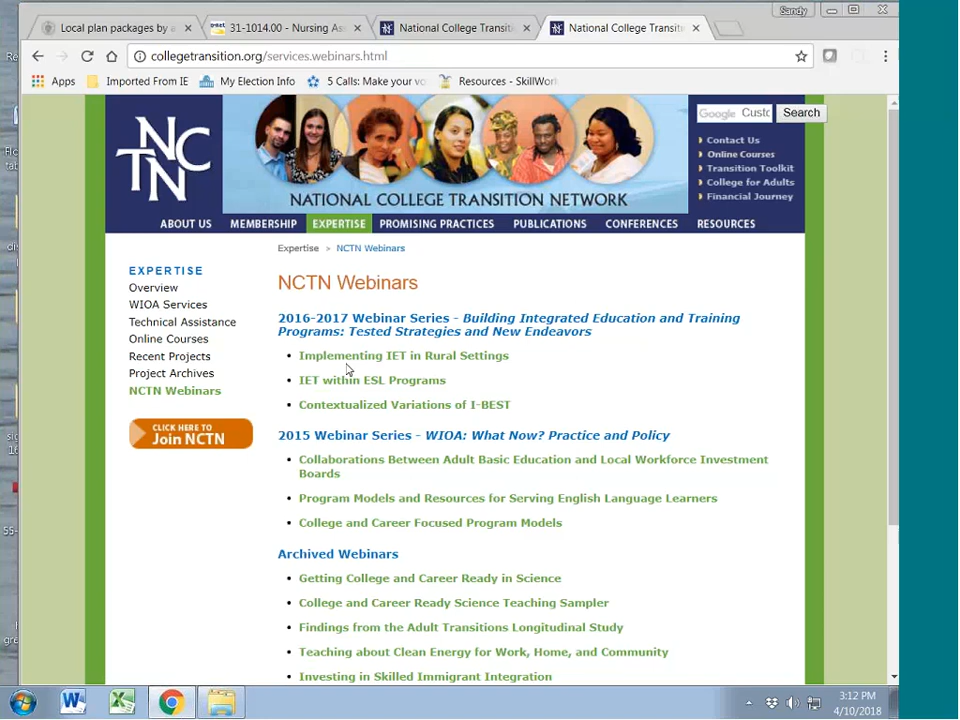 Sandy
Local plan packages by a
31-1014.00 - Nursing As
National College Transiti
National College Transiti
collegetransition.org/services.webinars.html
Apps
Imported From IE
My Election Info
5 Calls: Make your vo
Resources - SkillWor
NCTN
Google Custo
Search
Contact Us
Online Courses
Transition Toolkit
College for Adults
Financial Journey
NATIONAL COLLEGE TRANSITION NETWORK
ABOUT US MEMBERSHIP EXPERTISE PROMISING PRACTICES PUBLICATIONS CONFERENCES RESOURCES
Expertise > NCTN Webinars
EXPERTISE
Overview
WIOA Services
Technical Assistance
Online Courses
Recent Projects
Project Archives
NCTN Webinars
CLICK HERE TO
Join NCTN
NCTN Webinars
2016-2017 Webinar Series - Building Integrated Education and Training
Programs: Tested Strategies and New Endeavors
• Implementing IET in Rural Settings
• IET within ESL Programs
• Contextualized Variations of I-BEST
2015 Webinar Series - WIOA: What Now? Practice and Policy
• Collaborations Between Adult Basic Education and Local Workforce Investment
Boards
• Program Models and Resources for Serving English Language Learners
• College and Career Focused Program Models
Archived Webinars
• Getting College and Career Ready in Science
• College and Career Ready Science Teaching Sampler
• Findings from the Adult Transitions Longitudinal Study
• Teaching about Clean Energy for Work, Home, and Community
• Investing in Skilled Immigrant Integration
3:12 PM
4/10/2018